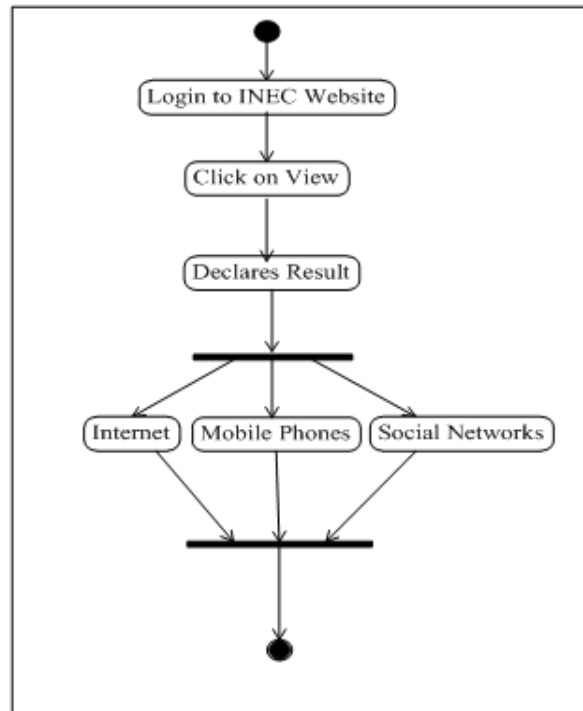 Login to INEC Website
Click on View
Declares Result
Internet
Mobile Phones
Social Networks